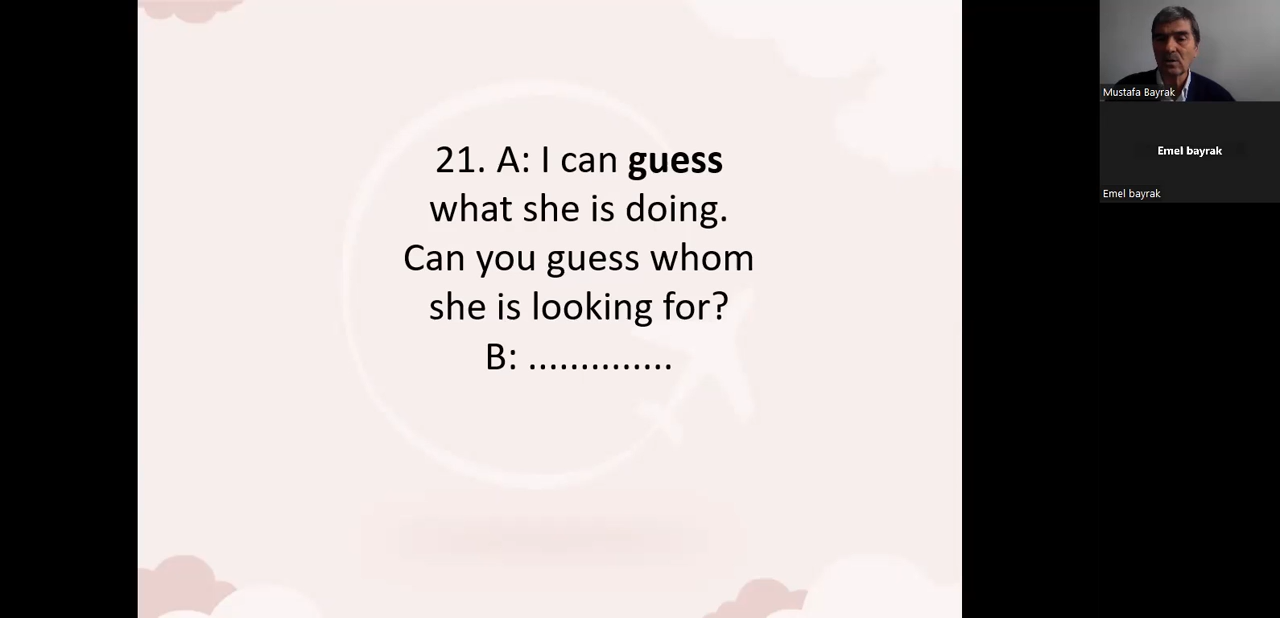 21. A: I can guess
what she is doing.
Can you guess whom
she is looking for?
B: ..............
Mustafa Bayrak
Emel bayrak
Emel bayrak